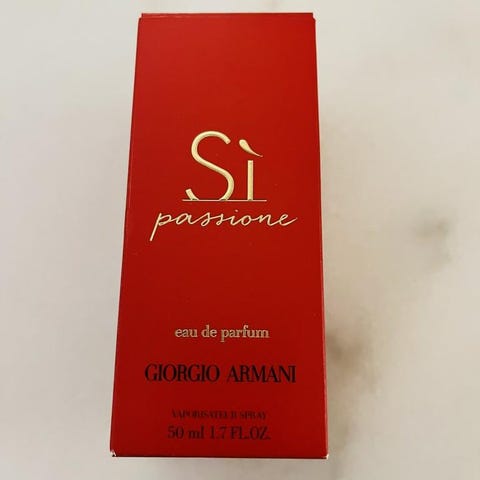 Sì
passione
eau de parfum
GIORGIO ARMANI
VAPORISATEUR SPRAY
50 ml 1.7 FL.OZ.